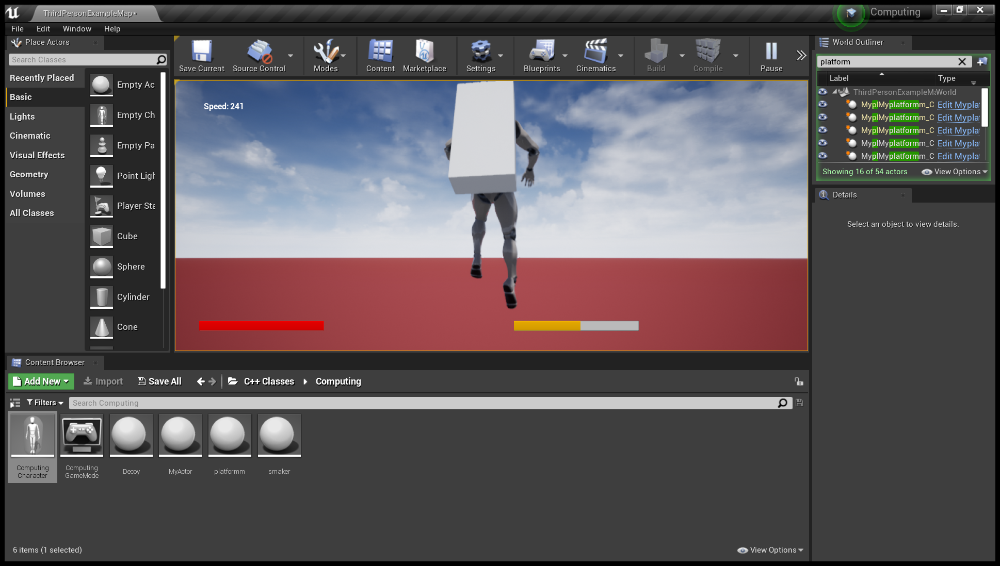 ThirdPersonExampleMap*
Computing
File Edit Window Help
Place Actors
Search Classes
Recently Placed
Basic
Lights
Cinematic
Visual Effects
Geometry
Volumes
All Classes
Empty Ac
Empty Ch
Empty Pa
Point Ligh
Player Sta
Cube
Sphere
Cylinder
Cone
Save Current
Source Control
Modes
Content
Marketplace
Settings
Blueprints
Cinematics
Build
Compile
Pause
Speed: 241
World Outliner
platform
Label Type
ThirdPersonExampleMa World
MyplMyplatformm_C Edit Mypla
MyplMyplatformm_C Edit Mypla
MyplMyplatformm_C Edit Mypla
MyplMyplatformm_C Edit Mypla
MyplMyplatformm_C Edit Mypla
Showing 16 of 54 actors View Options
Details
Select an object to view details.
Content Browser
Add New Import Save All C++ Classes Computing
Filters Search Computing
Computing
Character
Computing
GameMode
Decoy
MyActor
platformm
smaker
6 items (1 selected) View Options